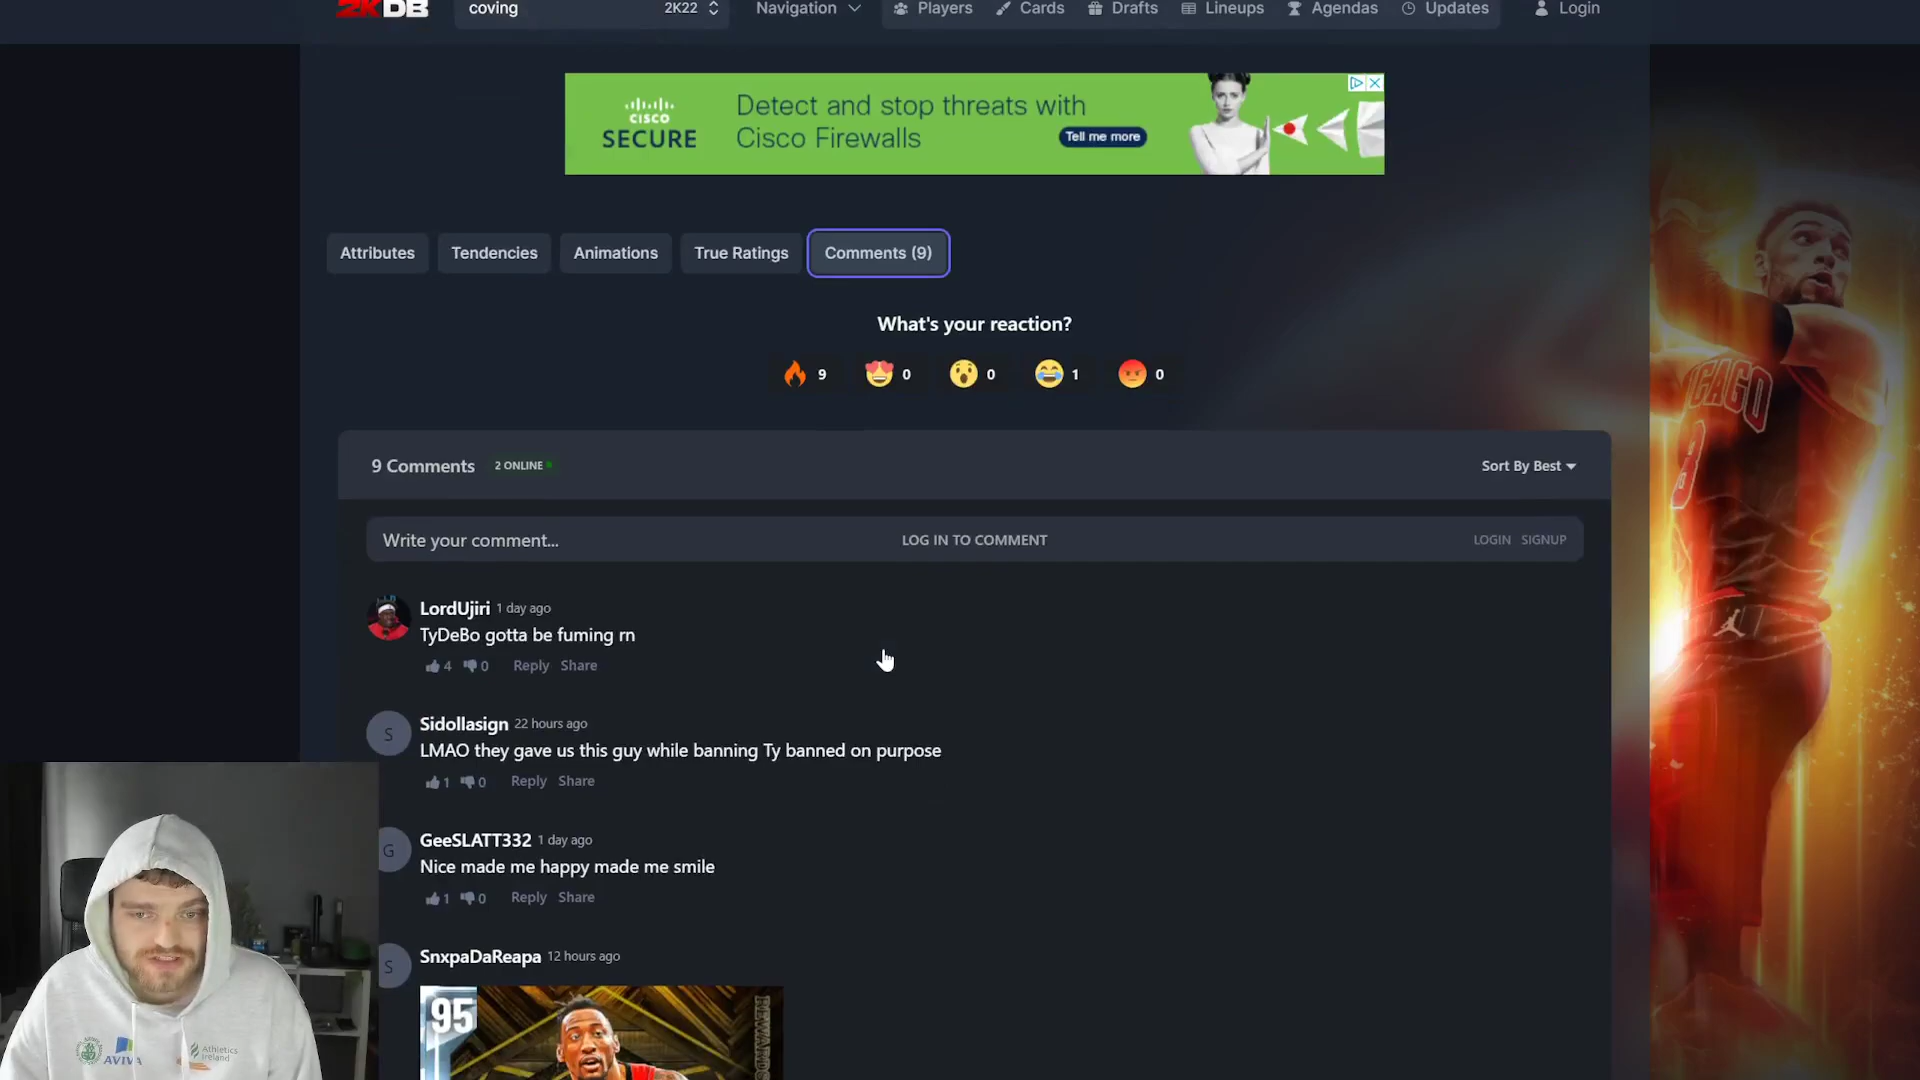 2KDB
coving
2K22
Navigation
Players
Cards
Drafts
Lineups
Agendas
Updates
Login
CISCO
SECURE
Detect and stop threats with
Cisco Firewalls
Tell me more
Attributes
Tendencies
Animations
True Ratings
Comments (9)
What's your reaction?
9
0
0
1
0
9 Comments
2 ONLINE
Sort By Best
Write your comment...
LOG IN TO COMMENT
LOGIN SIGNUP
LordUjiri 1 day ago
TyDeBo gotta be fuming rn
4 0 Reply Share
S
Sidollasign 22 hours ago
LMAO they gave us this guy while banning Ty banned on purpose
1 0 Reply Share
G
GeeSLATT332 1 day ago
Nice made me happy made me smile
1 0 Reply Share
S
SnxpaDaReapa 12 hours ago
95
AVIVA
Athletics
Ireland
CAGO
8